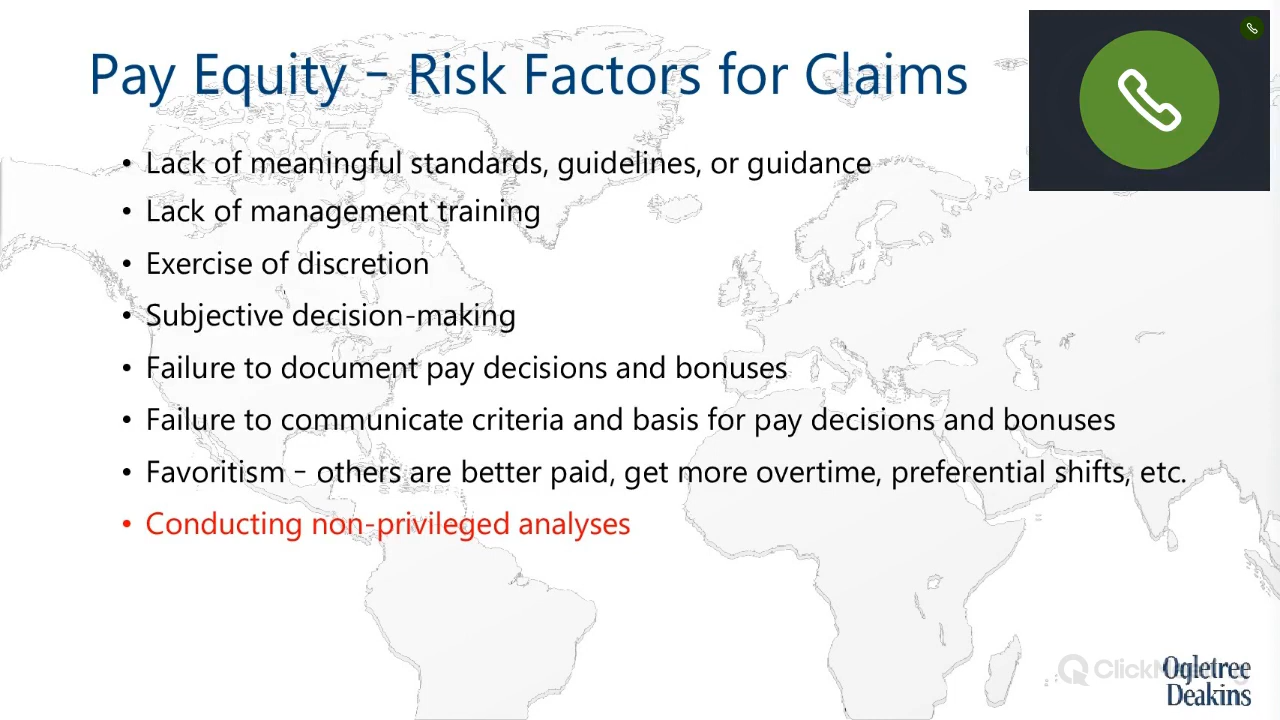 Pay Equity – Risk Factors for Claims
• Lack of meaningful standards, guidelines, or guidance
• Lack of management training
• Exercise of discretion
• Subjective decision-making
• Failure to document pay decisions and bonuses
• Failure to communicate criteria and basis for pay decisions and bonuses
• Favoritism – others are better paid, get more overtime, preferential shifts, etc.
• Conducting non-privileged analyses
Ogletree
Deakins